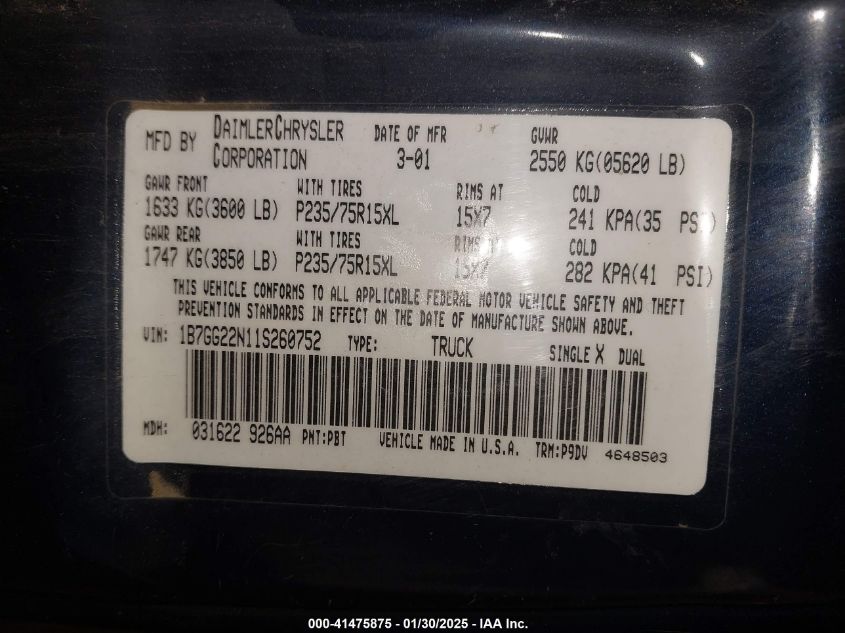 MFD BY DAIMLERCHRYSLER CORPORATION DATE OF MFR 3-01 GVWR 2550 KG(05620 LB)
GAWR FRONT WITH TIRES RIMS AT COLD
1633 KG(3600 LB) P235/75R15XL 15X7 241 KPA(35 PSI)
GAWR REAR WITH TIRES RIMS AT COLD
1747 KG(3850 LB) P235/75R15XL 15X7 282 KPA(41 PSI)
THIS VEHICLE CONFORMS TO ALL APPLICABLE FEDERAL MOTOR VEHICLE SAFETY AND THEFT
PREVENTION STANDARDS IN EFFECT ON THE DATE OF MANUFACTURE SHOWN ABOVE.
VIN: 1B7GG22N11S260752 TYPE: TRUCK SINGLE X DUAL
MDH: 031622 926AA PNT:PBT VEHICLE MADE IN U.S.A. TRM:P9DV 4648503
000-41475875 - 01/30/2025 - IAA Inc.